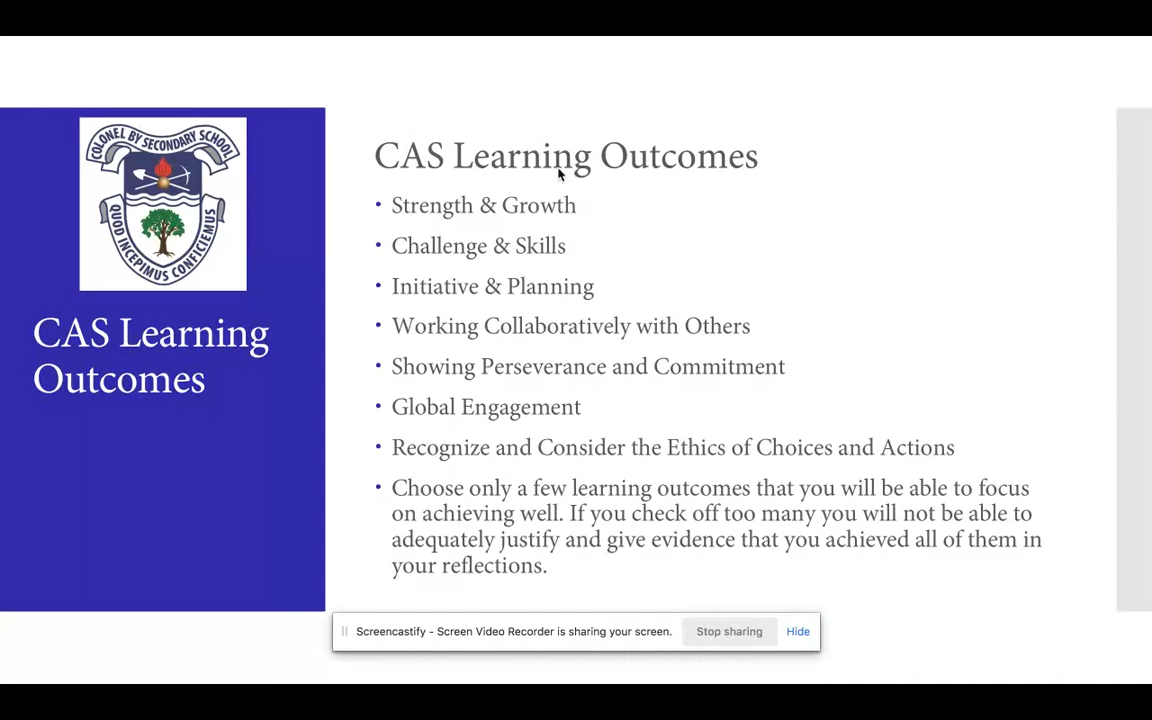 COLONEL BY SECONDARY SCHOOL
QUOD INCEPIMUS CONFICIEMUS
CAS Learning
Outcomes
CAS Learning Outcomes
• Strength & Growth
• Challenge & Skills
• Initiative & Planning
• Working Collaboratively with Others
• Showing Perseverance and Commitment
• Global Engagement
• Recognize and Consider the Ethics of Choices and Actions
• Choose only a few learning outcomes that you will be able to focus
on achieving well. If you check off too many you will not be able to
adequately justify and give evidence that you achieved all of them in
your reflections.
Screencastify - Screen Video Recorder is sharing your screen. Stop sharing Hide